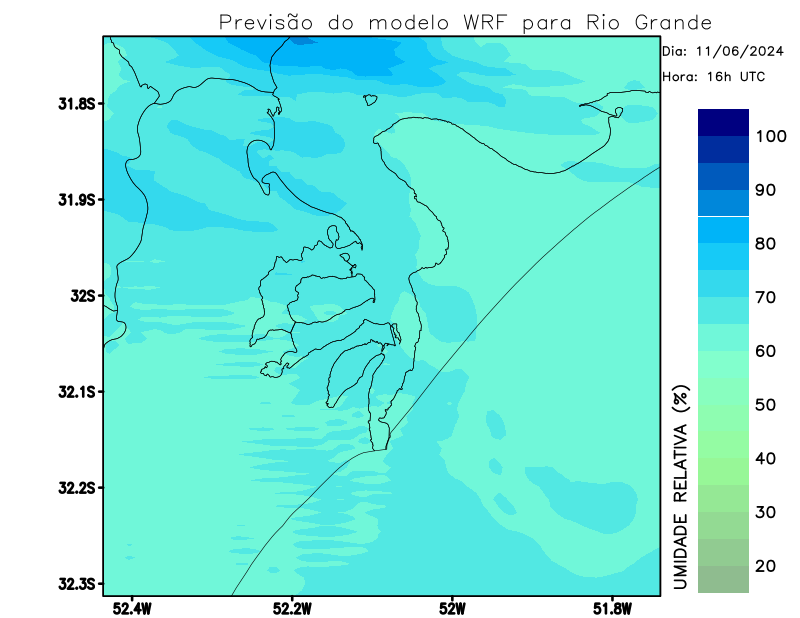 Previsão do modelo WRF para Rio Grande
Dia: 11/06/2024
Hora: 16h UTC
31.8S
31.9S
32S
32.1S
32.2S
32.3S
52.4W
52.2W
52W
51.8W
100
90
80
70
60
50
40
30
20
UMIDADE RELATIVA (%)